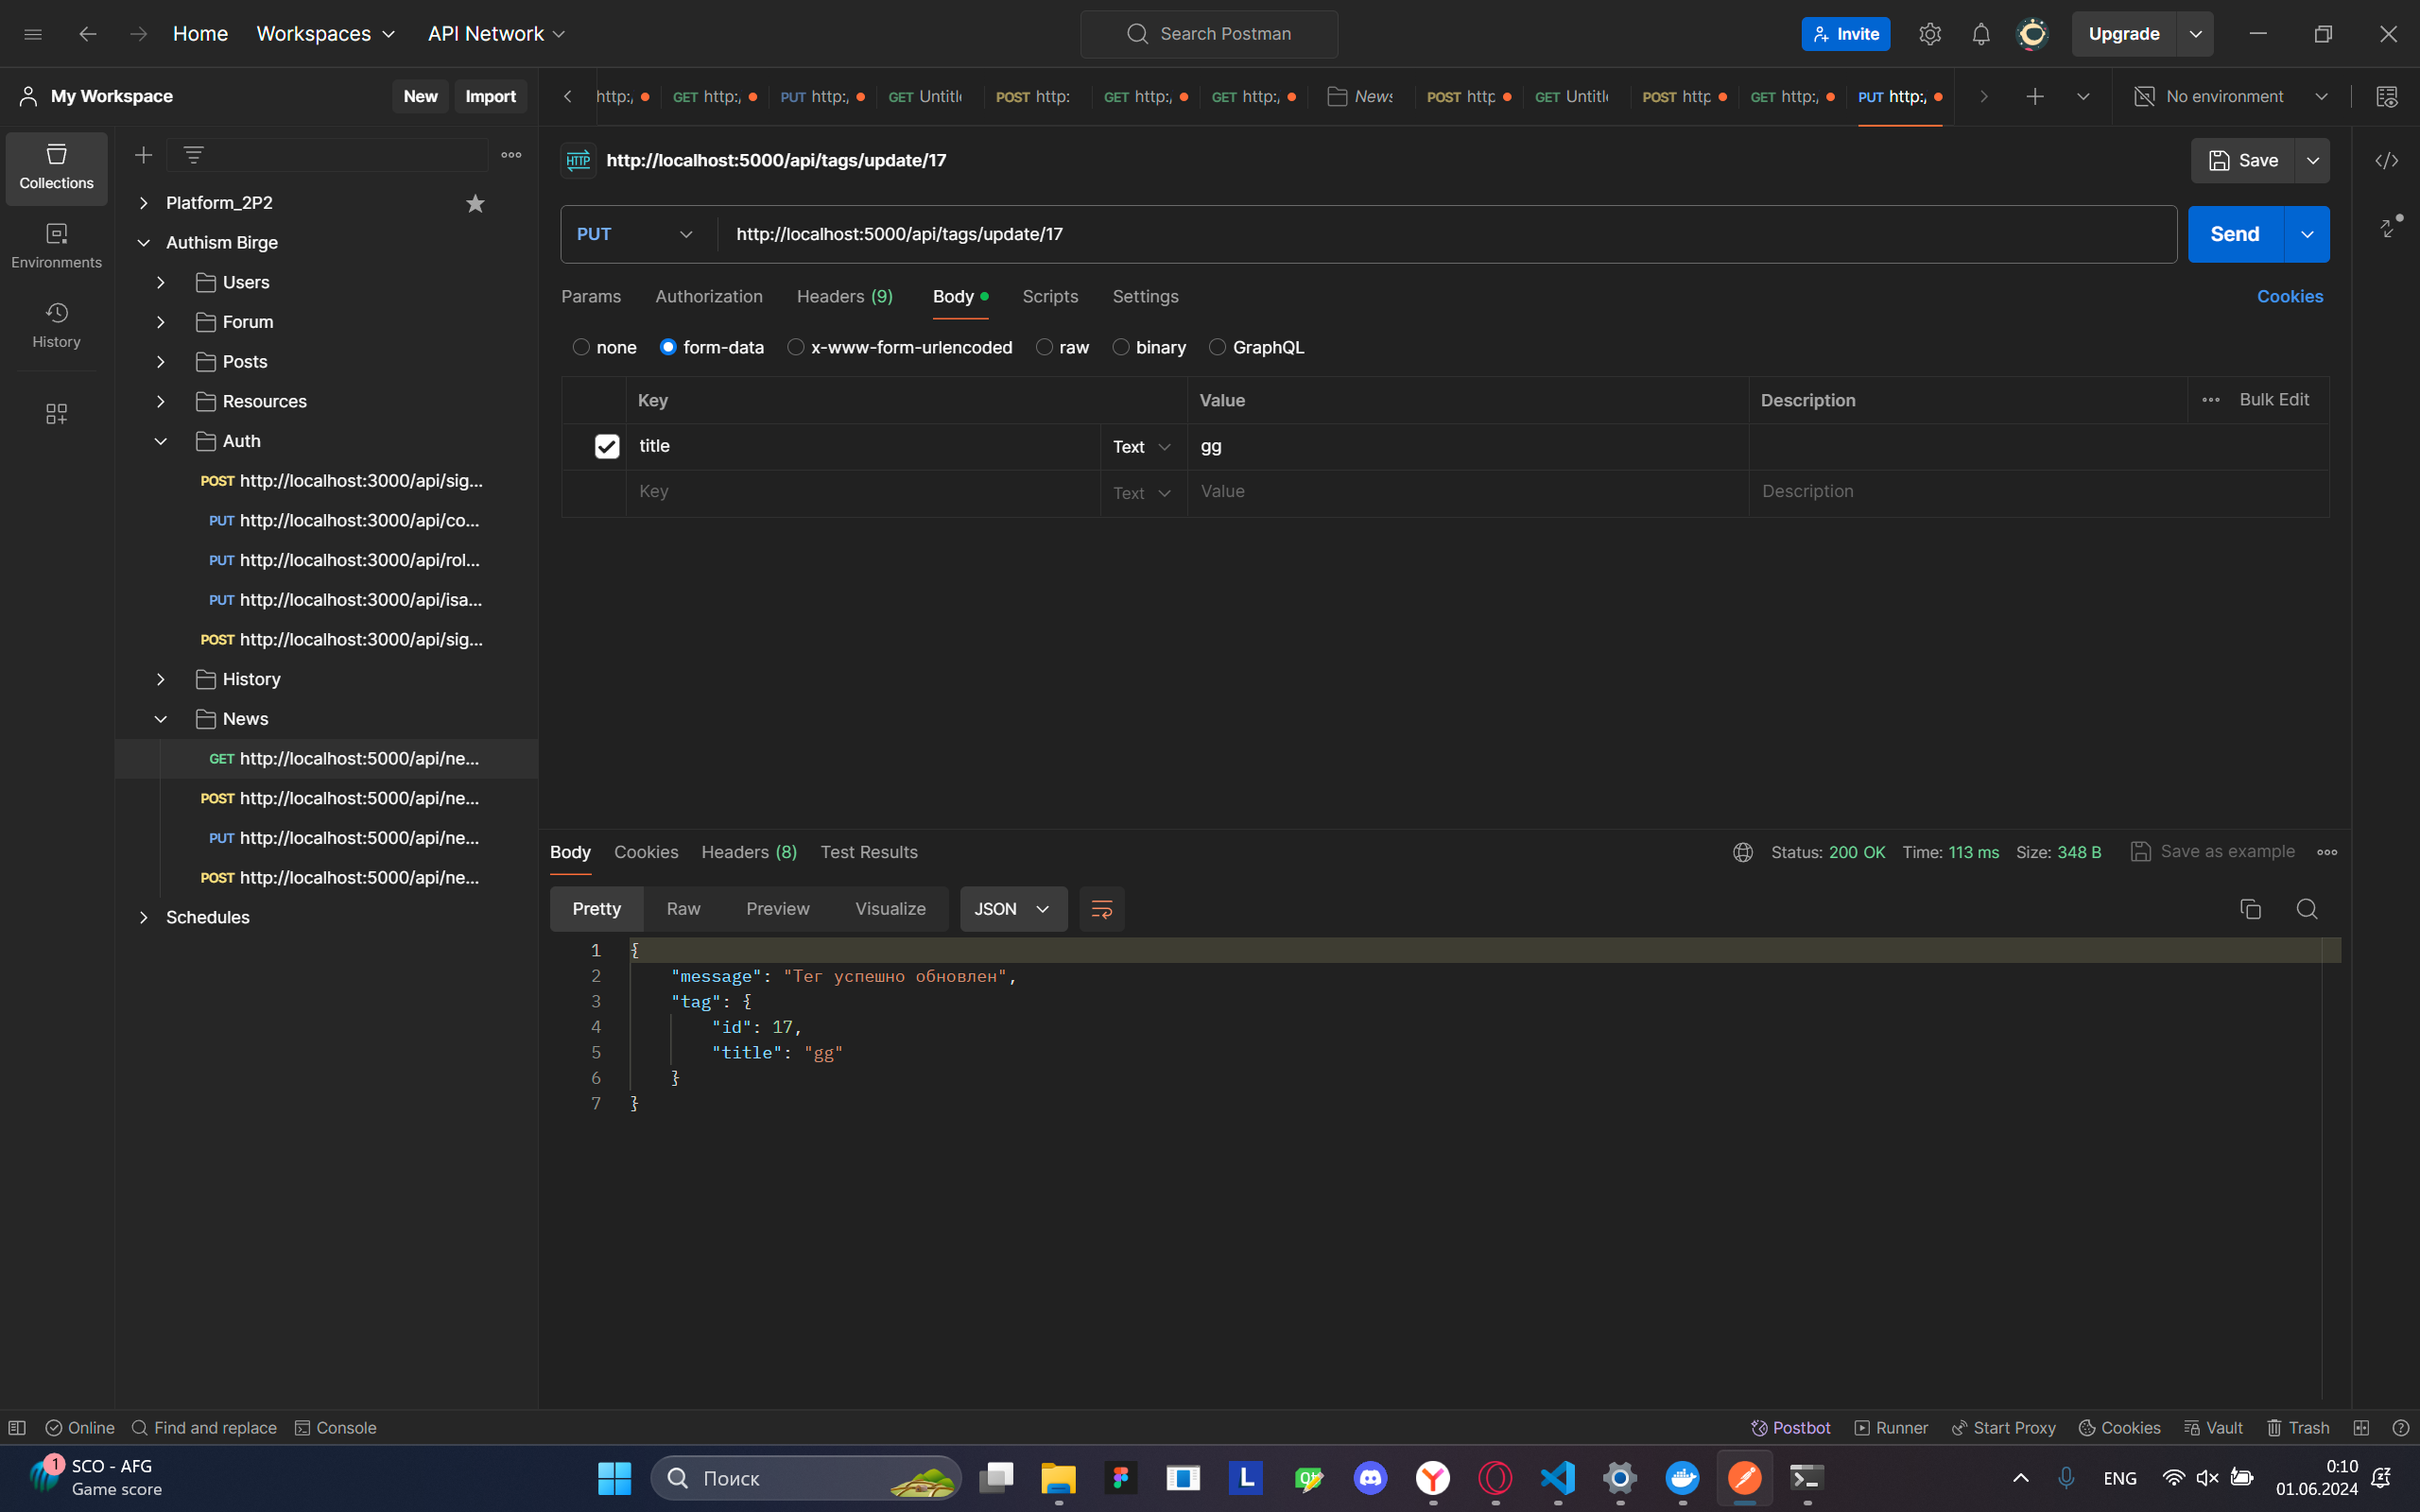 Home Workspaces API Network Search Postman Invite Upgrade
My Workspace New Import http:/ GET http:/ PUT http:/ GET Untitl POST http: GET http:/ GET http:/ News POST http GET Untitl POST http GET http:/ PUT http:/ No environment
Collections
Environments
History
Platform_2P2
Authism Birge
Users
Forum
Posts
Resources
Auth
POST http://localhost:3000/api/sig...
PUT http://localhost:3000/api/co...
PUT http://localhost:3000/api/rol...
PUT http://localhost:3000/api/isa...
POST http://localhost:3000/api/sig...
History
News
GET http://localhost:5000/api/ne...
POST http://localhost:5000/api/ne...
PUT http://localhost:5000/api/ne...
POST http://localhost:5000/api/ne...
Schedules
HTTP http://localhost:5000/api/tags/update/17 Save
PUT http://localhost:5000/api/tags/update/17 Send
Params Authorization Headers (9) Body Scripts Settings Cookies
none form-data x-www-form-urlencoded raw binary GraphQL
Key Value Description Bulk Edit
title Text gg
Key Text Value Description
Body Cookies Headers (8) Test Results Status: 200 OK Time: 113 ms Size: 348 B Save as example
Pretty Raw Preview Visualize JSON
1 {
2 "message": "Тег успешно обновлен",
3 "tag": {
4 "id": 17,
5 "title": "gg"
6 }
7 }
Online Find and replace Console Postbot Runner Start Proxy Cookies Vault Trash
1 SCO - AFG
Game score
Поиск
L
Qt
ENG
0:10
01.06.2024